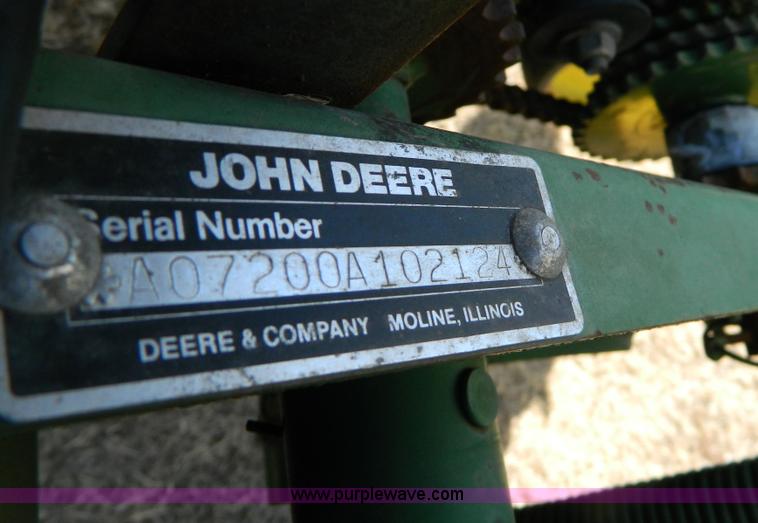 JOHN DEERE
Serial Number
*A07200A102124
DEERE & COMPANY MOLINE, ILLINOIS
www.purplewave.com